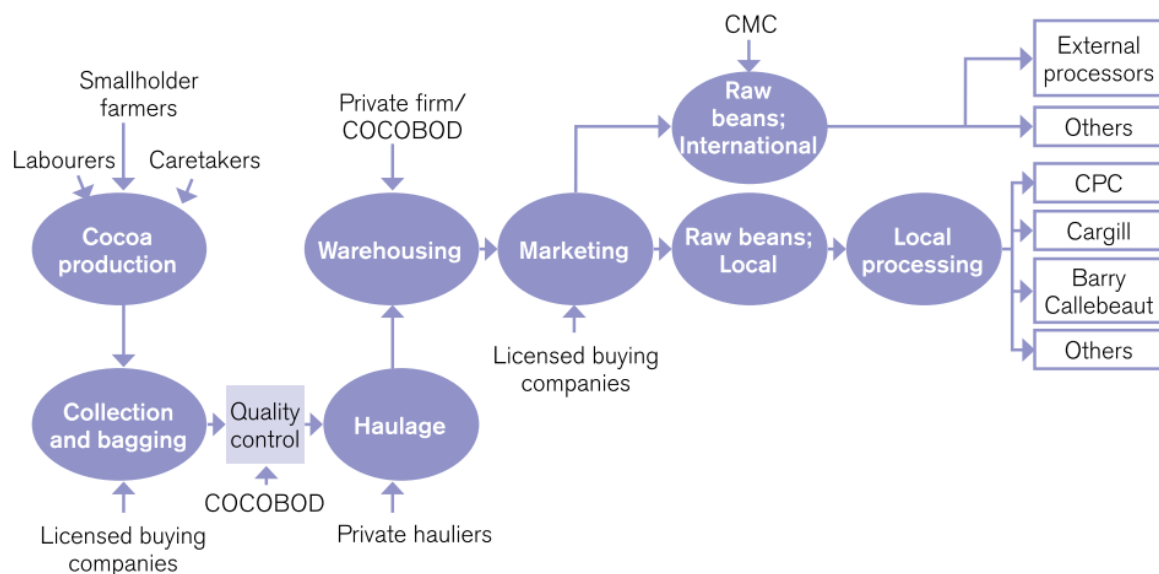 CMC
Smallholder
farmers
Labourers
Caretakers
Cocoa
production
Private firm/
COCOBOD
Warehousing
Marketing
Raw
beans;
International
Raw beans;
Local
Local
processing
External
processors
Others
CPC
Cargill
Barry
Callebeaut
Others
Collection
and bagging
Quality
control
Haulage
Licensed buying
companies
COCOBOD
Private hauliers
Licensed buying
companies